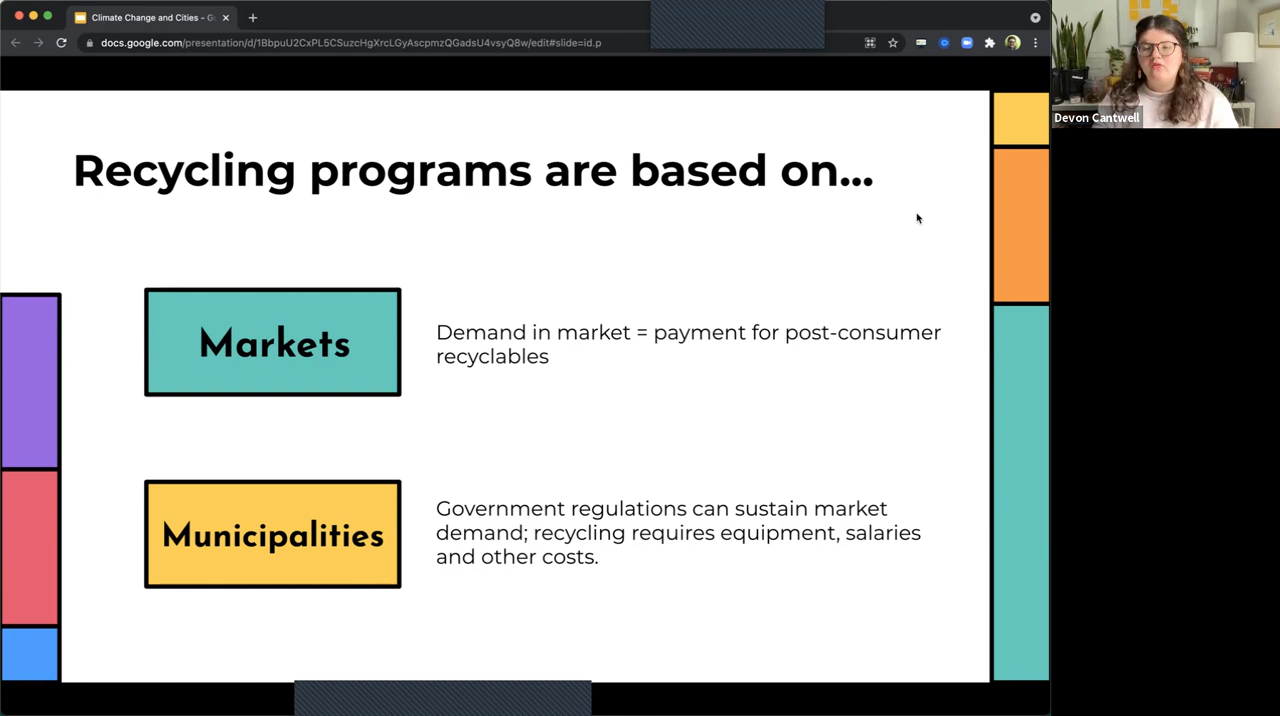 Climate Change and Cities - G
docs.google.com/presentation/d/1BbpuU2CxPL5CSuzcHgXrcLGyAscpmzQGadsU4vsyQ8w/edit#slide=id.p
Devon Cantwell
Recycling programs are based on...
Markets
Demand in market = payment for post-consumer
recyclables
Municipalities
Government regulations can sustain market
demand; recycling requires equipment, salaries
and other costs.